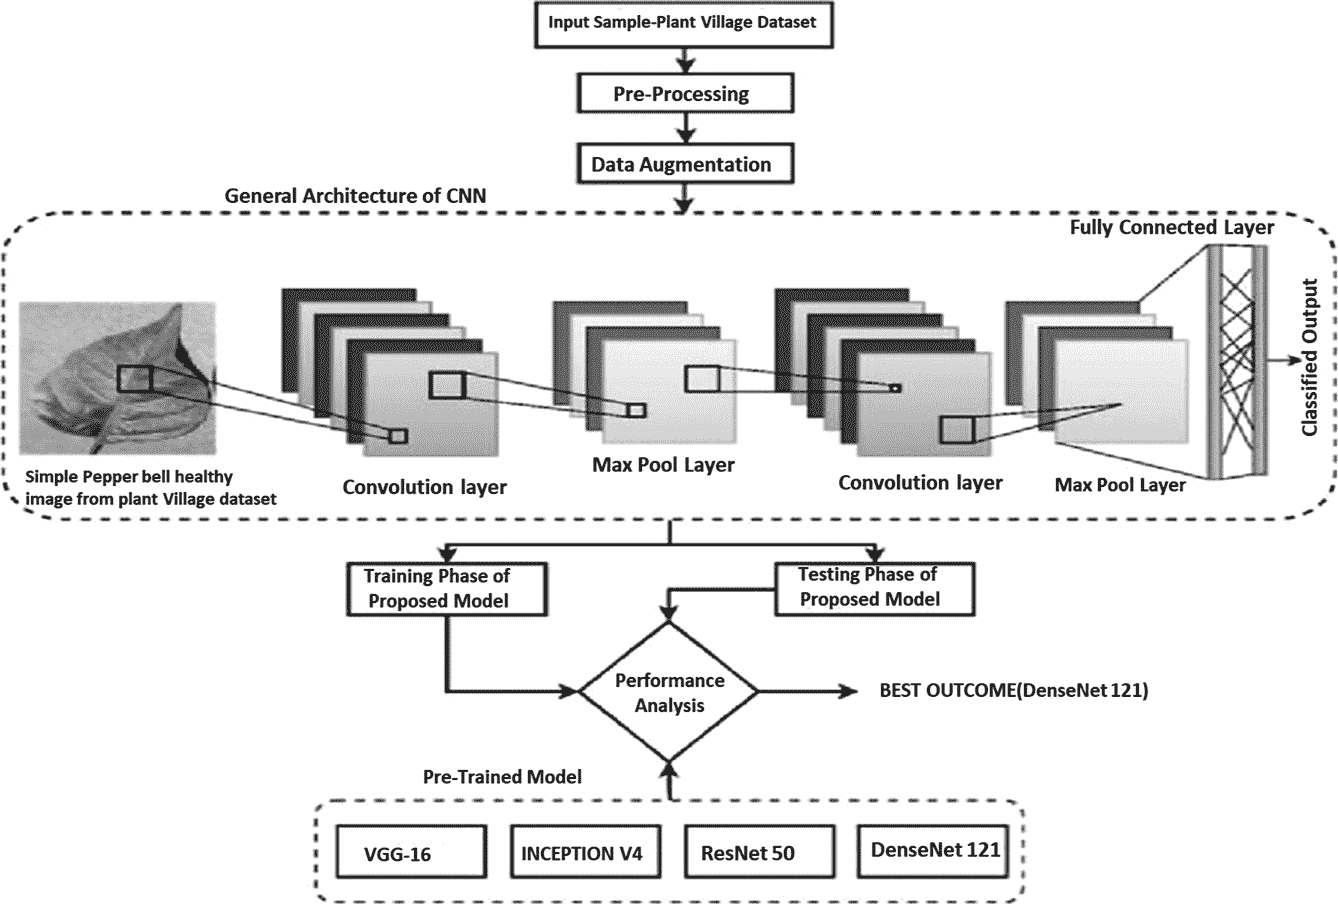 Input Sample-Plant Village Dataset
Pre-Processing
Data Augmentation
General Architecture of CNN
Fully Connected Layer
Classified Output
Simple Pepper bell healthy
image from plant Village dataset
Convolution layer
Max Pool Layer
Convolution layer
Max Pool Layer
Training Phase of
Proposed Model
Testing Phase of
Proposed Model
Performance
Analysis
BEST OUTCOME(DenseNet 121)
Pre-Trained Model
VGG-16
INCEPTION V4
ResNet 50
DenseNet 121